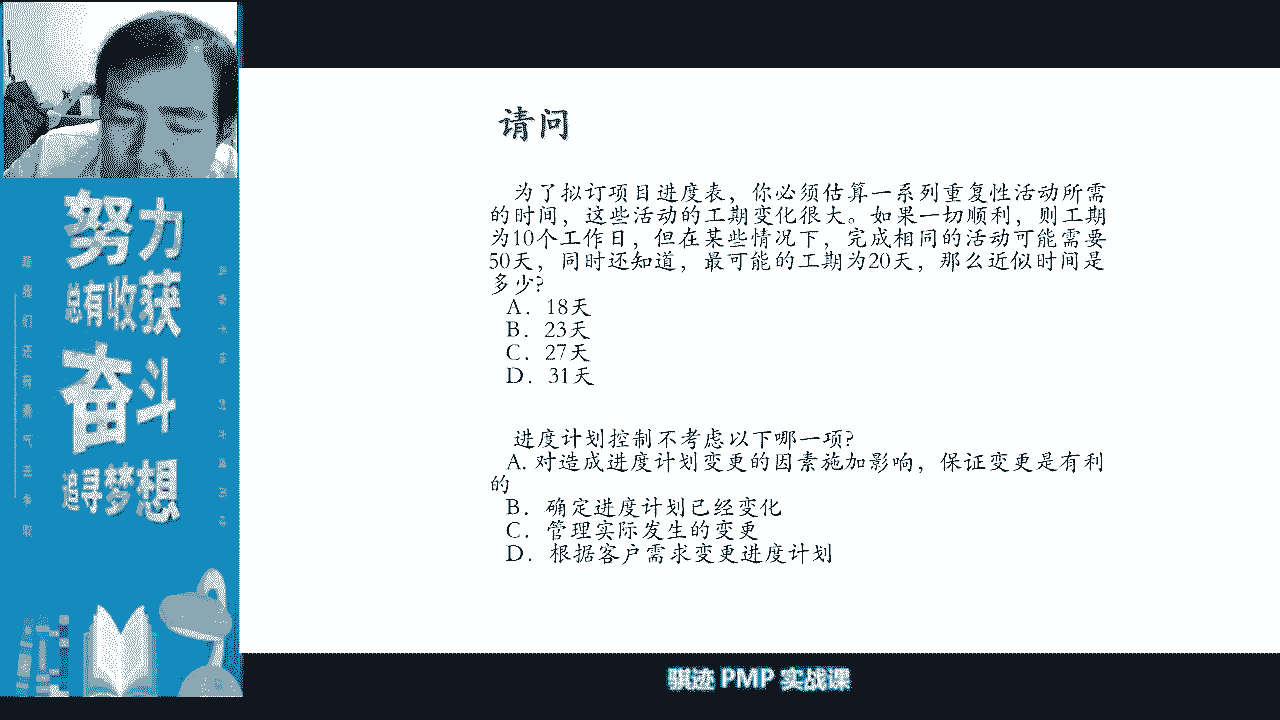 努力
总有收获
奋斗
追寻梦想
请问
为了拟订项目进度表，你必须估算一系列重复性活动所需
的时间，这些活动的工期变化很大。如果一切顺利，则工期
为10个工作日，但在某些情况下，完成相同的活动可能需要
50天，同时还知道，最可能的工期为20天，那么近似时间是
多少?
A．18天
B．23天
C．27天
D．31天
进度计划控制不考虑以下哪一项?
A. 对造成进度计划变更的因素施加影响，保证变更是有利
的
B．确定进度计划已经变化
C．管理实际发生的变更
D．根据客户需求变更进度计划
骐迹 PMP 实战课